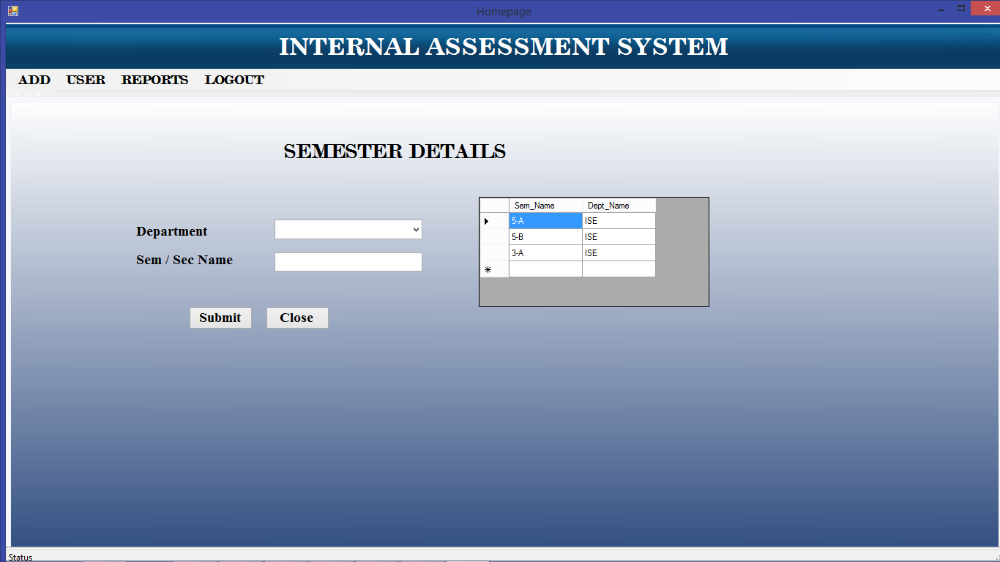 Homepage
INTERNAL ASSESSMENT SYSTEM
ADD USER REPORTS LOGOUT
SEMESTER DETAILS
Department
Sem / Sec Name
Submit Close
Sem_Name Dept_Name
5-A ISE
5-B ISE
3-A ISE
Status